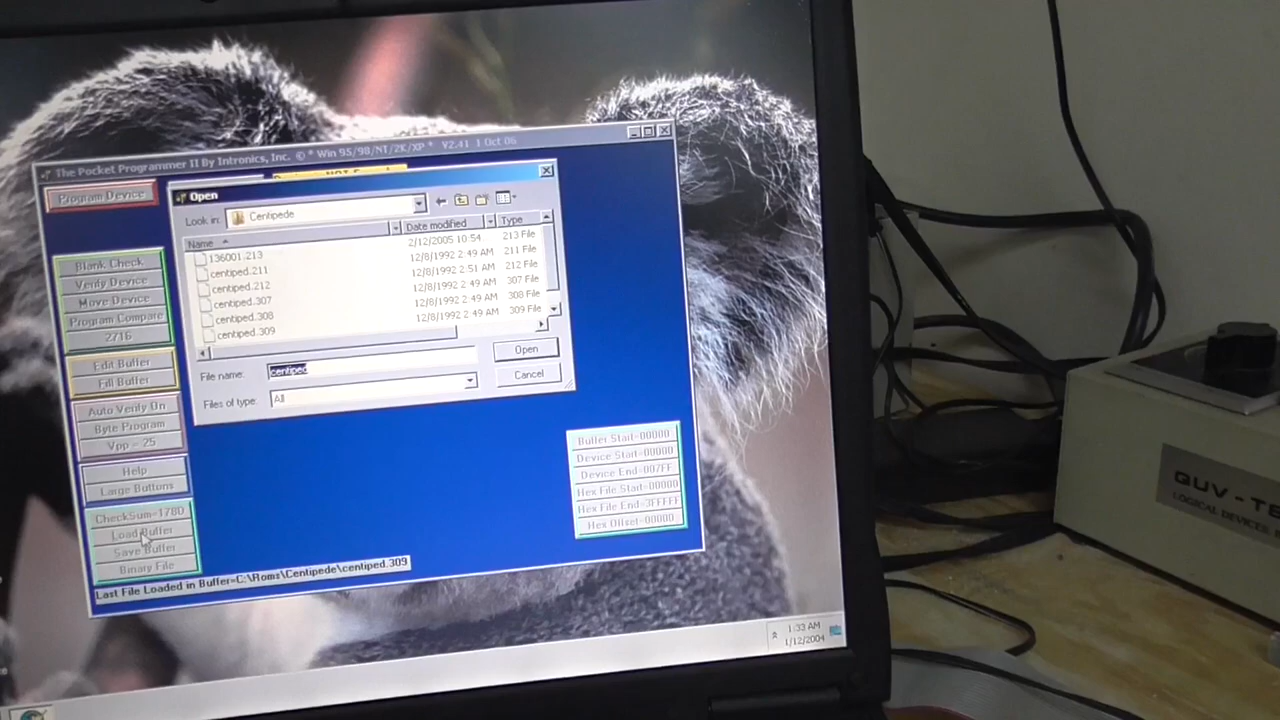 The Pocket Programmer II By Intronics, Inc. © * Win 95/98/NT/2K/XP * V2.41 1 Oct 06
Program Device
Blank Check
Verify Device
Move Device
Program Compare
2716
Edit Buffer
Fill Buffer
Auto Verify On
Byte Program
Vpp = 25
Help
Large Buttons
CheckSum=1780
Load Buffer
Save Buffer
Binary File
Open
Look in: Centipede
Name Date modified Type
136001.213 2/12/2005 10:54 213 File
centiped.211 12/8/1992 2:49 AM 211 File
centiped.212 12/8/1992 2:51 AM 212 File
centiped.307 12/8/1992 2:49 AM 307 File
centiped.308 12/8/1992 2:49 AM 308 File
centiped.309 12/8/1992 2:49 AM 309 File
File name: centiped
Open
Files of type: All
Cancel
Buffer Start=00000
Device Start=00000
Device End=007FF
Hex File Start=00000
Hex File End=3FFFFF
Hex Offset=00000
Last File Loaded in Buffer=C:\Roms\Centipede\centiped.309
1:33 AM
1/12/2004
QUV-TE
LOGICAL DEVICES,